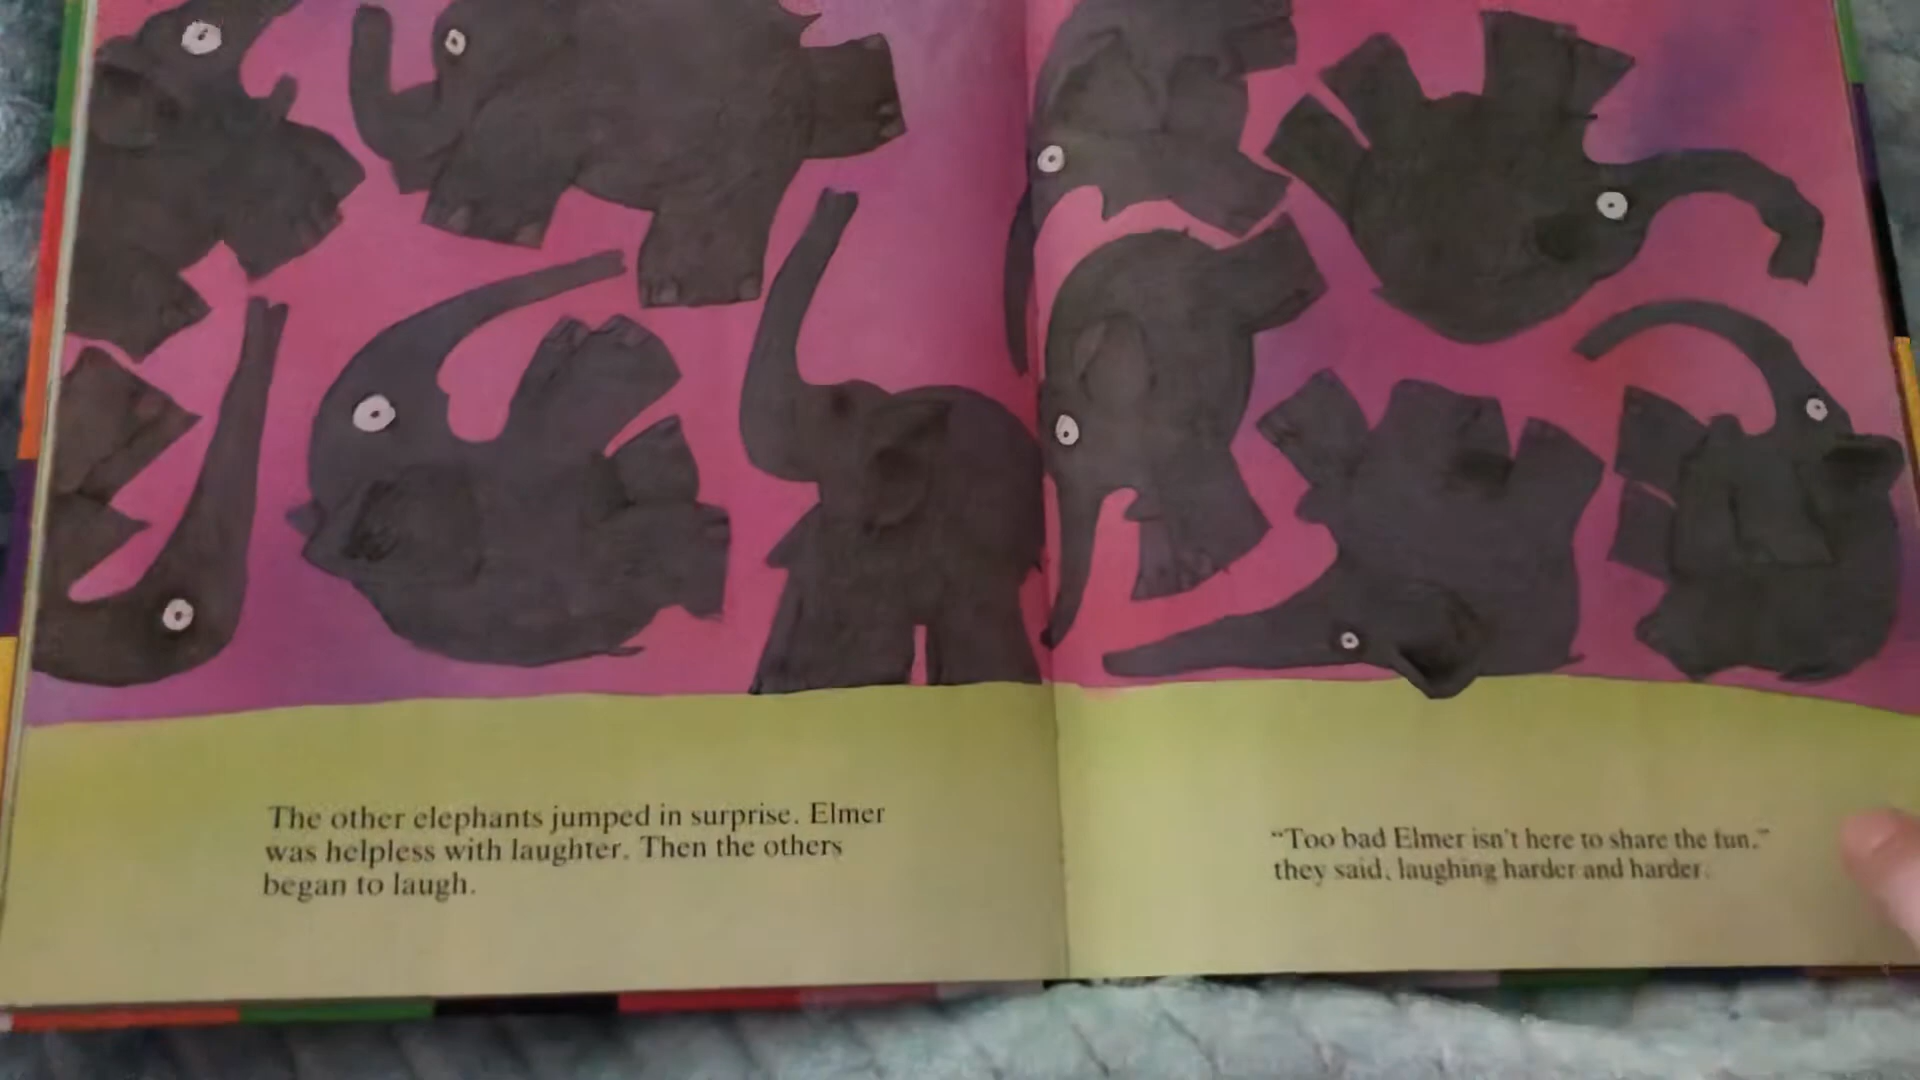 The other elephants jumped in surprise. Elmer
was helpless with laughter. Then the others
began to laugh.
“Too bad Elmer isn't here to share the fun,”
they said, laughing harder and harder.